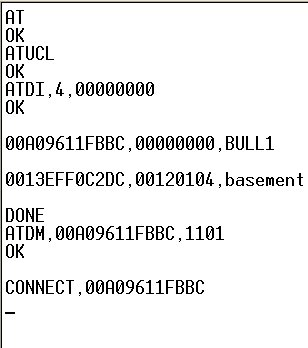 AT
OK
ATUCL
OK
ATDI,4,00000000
OK
00A09611FBBC,00000000,BULL1
0013EFF0C2DC,00120104,basement
DONE
ATDM,00A09611FBBC,1101
OK
CONNECT,00A09611FBBC
_